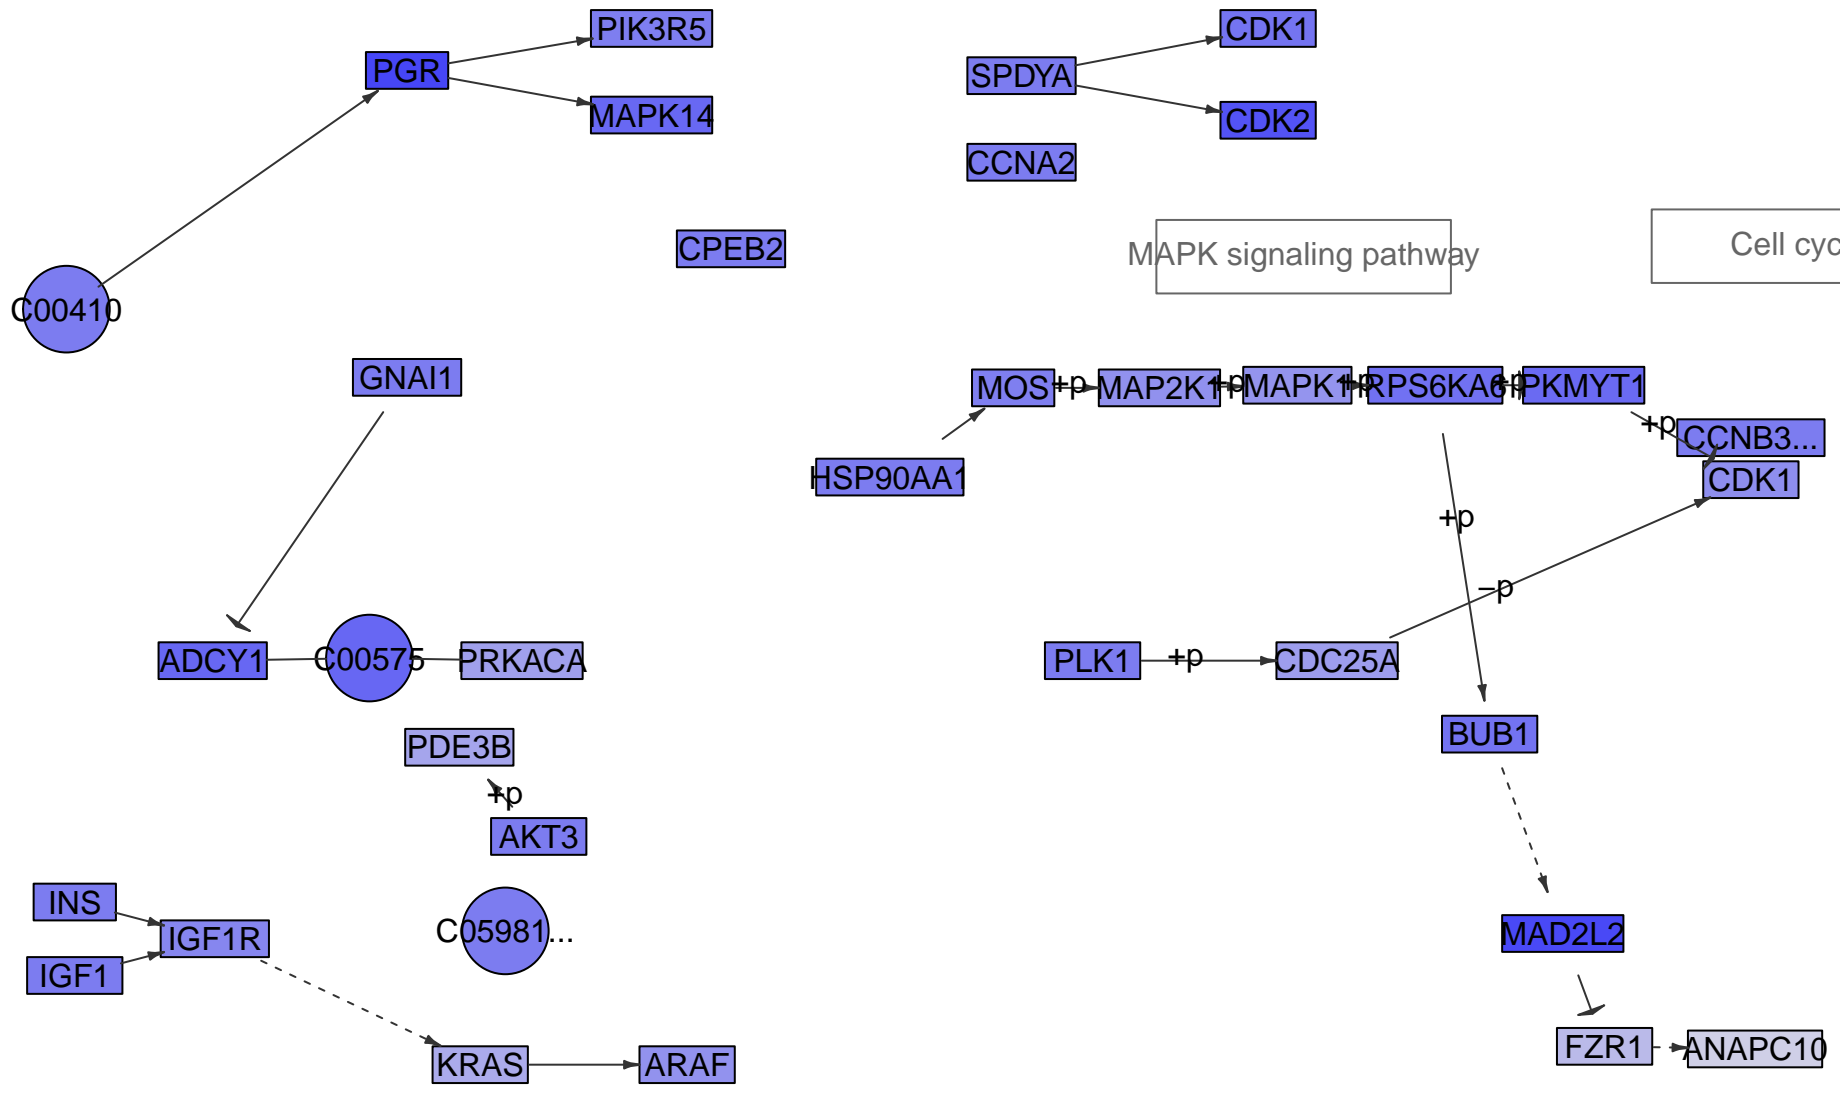 PIK3R5
CDK1
PGR
SPDYA
MAPK14
CDK2
CCNA2
CPEB2
MAPK signaling pathway
Cell cyc
C00410
GNAI1
MOS
+p
MAP2K1
+p
MAPK1
+p
RPS6KA6
+p
PKMYT1
+p
CCNB3...
HSP90AA1
CDK1
+p
–p
ADCY1
C00575
PRKACA
PLK1
+p
CDC25A
BUB1
PDE3B
+p
AKT3
INS
IGF1R
C05981...
MAD2L2
IGF1
KRAS
ARAF
FZR1
ANAPC10